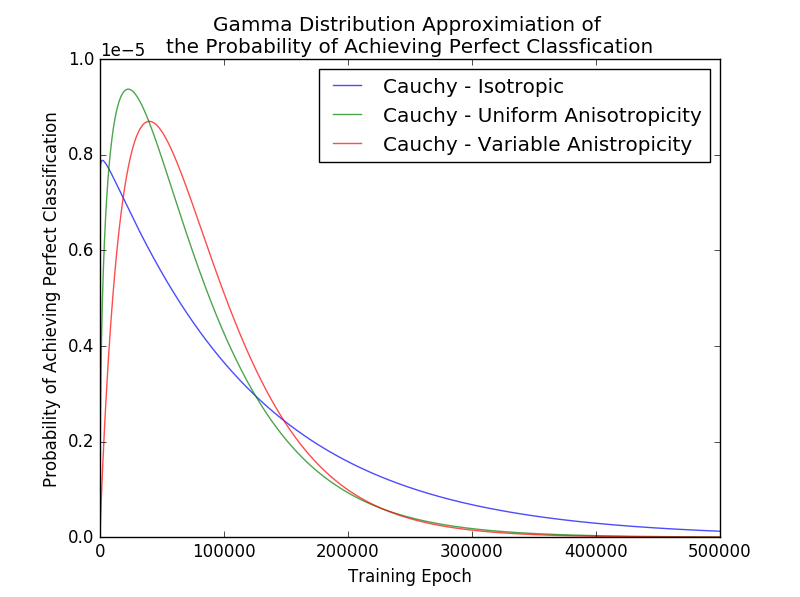 Gamma Distribution Approximiation of
the Probability of Achieving Perfect Classfication
1e−5
1.0
0.8
0.6
0.4
0.2
0.0
Probability of Achieving Perfect Classification
Cauchy - Isotropic
Cauchy - Uniform Anisotropicity
Cauchy - Variable Anistropicity
0 100000 200000 300000 400000 500000
Training Epoch